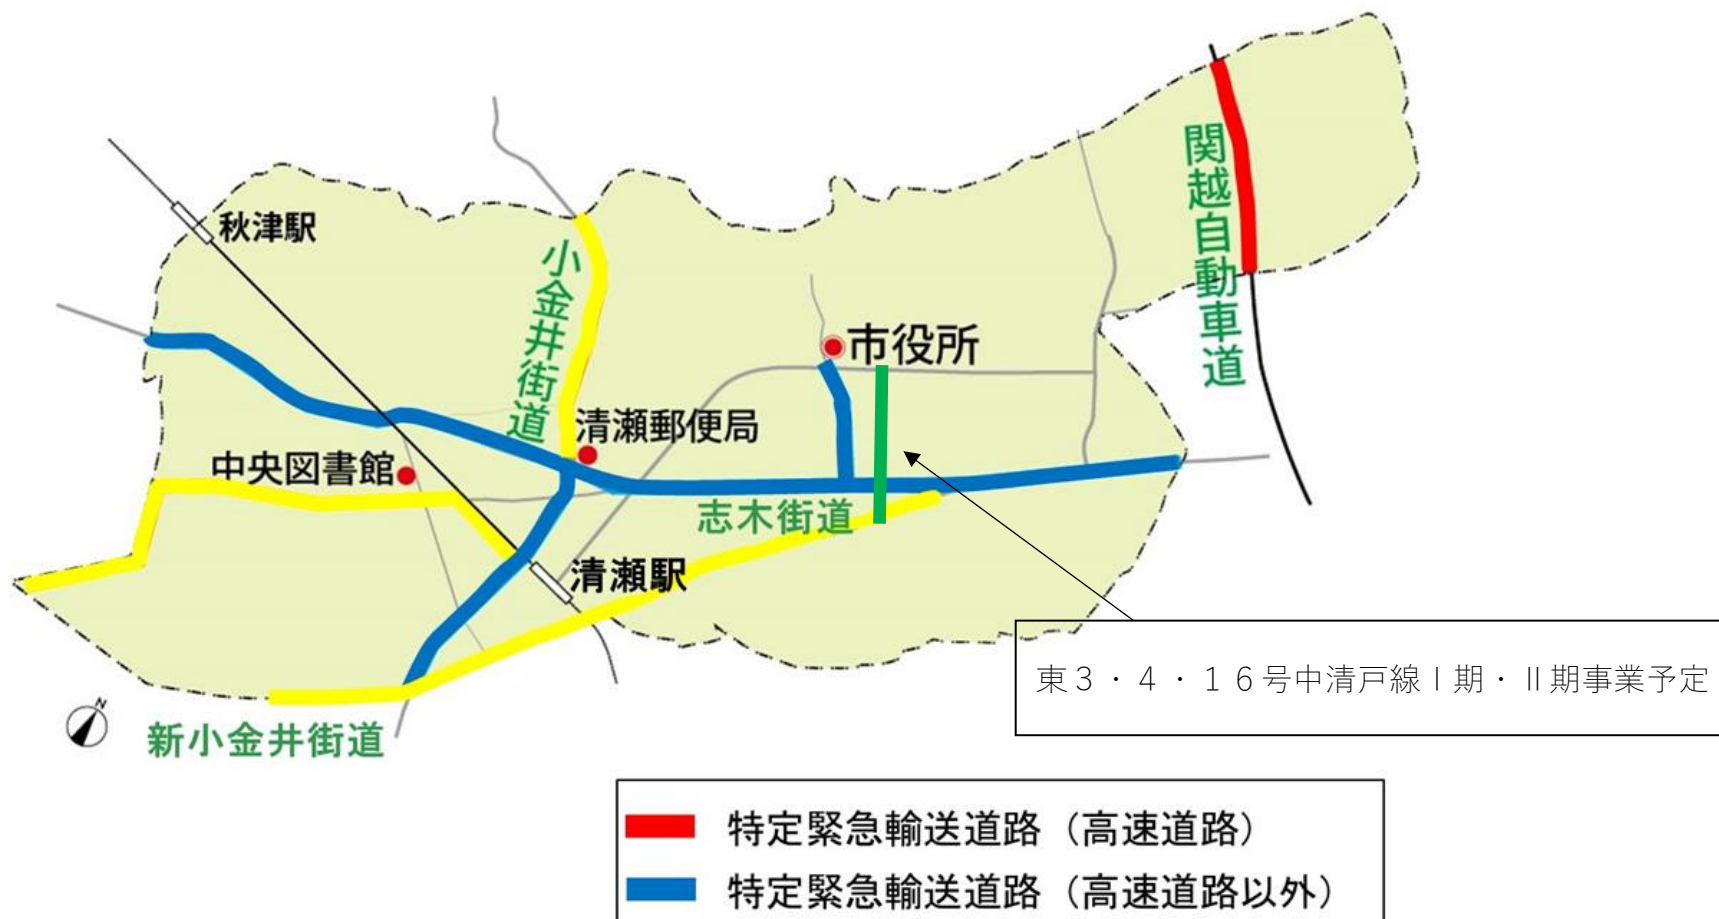 関越自動車道
秋津駅
小金井街道
市役所
清瀬郵便局
中央図書館
志木街道
清瀬駅
東３・４・１６号中清戸線Ⅰ期・Ⅱ期事業予定
N
新小金井街道
特定緊急輸送道路（高速道路）
特定緊急輸送道路（高速道路以外）